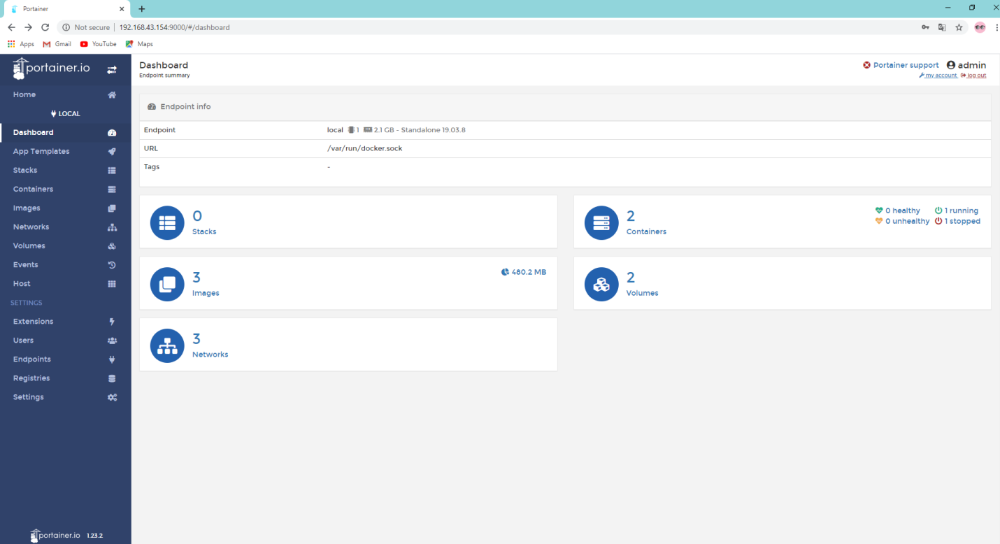 Portainer
Not secure 192.168.43.154:9000/#/dashboard
Apps Gmail YouTube Maps
portainer.io
Home
LOCAL
Dashboard
App Templates
Stacks
Containers
Images
Networks
Volumes
Events
Host
SETTINGS
Extensions
Users
Endpoints
Registries
Settings
portainer.io 1.23.2
Dashboard
Endpoint summary
Portainer support admin
my account log out
Endpoint info
Endpoint local 1 2.1 GB - Standalone 19.03.8
URL /var/run/docker.sock
Tags -
0
Stacks
2
Containers
0 healthy 1 running
0 unhealthy 1 stopped
3
Images
480.2 MB
2
Volumes
3
Networks